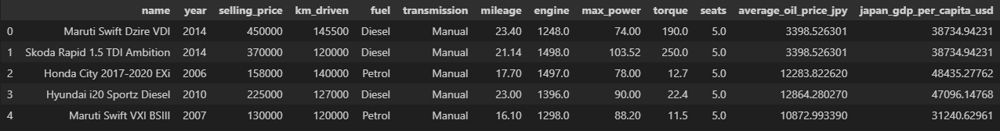 name year selling_price km_driven fuel transmission mileage engine max_power torque seats average_oil_price_jpy japan_gdp_per_capita_usd
0 Maruti Swift Dzire VDI 2014 450000 145500 Diesel Manual 23.40 1248.0 74.00 190.0 5.0 3398.526301 38734.94231
1 Skoda Rapid 1.5 TDI Ambition 2014 370000 120000 Diesel Manual 21.14 1498.0 103.52 250.0 5.0 3398.526301 38734.94231
2 Honda City 2017-2020 EXi 2006 158000 140000 Petrol Manual 17.70 1497.0 78.00 12.7 5.0 12283.822620 48435.27762
3 Hyundai i20 Sportz Diesel 2010 225000 127000 Diesel Manual 23.00 1396.0 90.00 22.4 5.0 12864.280270 47096.14768
4 Maruti Swift VXI BSIII 2007 130000 120000 Petrol Manual 16.10 1298.0 88.20 11.5 5.0 10872.993390 31240.62961